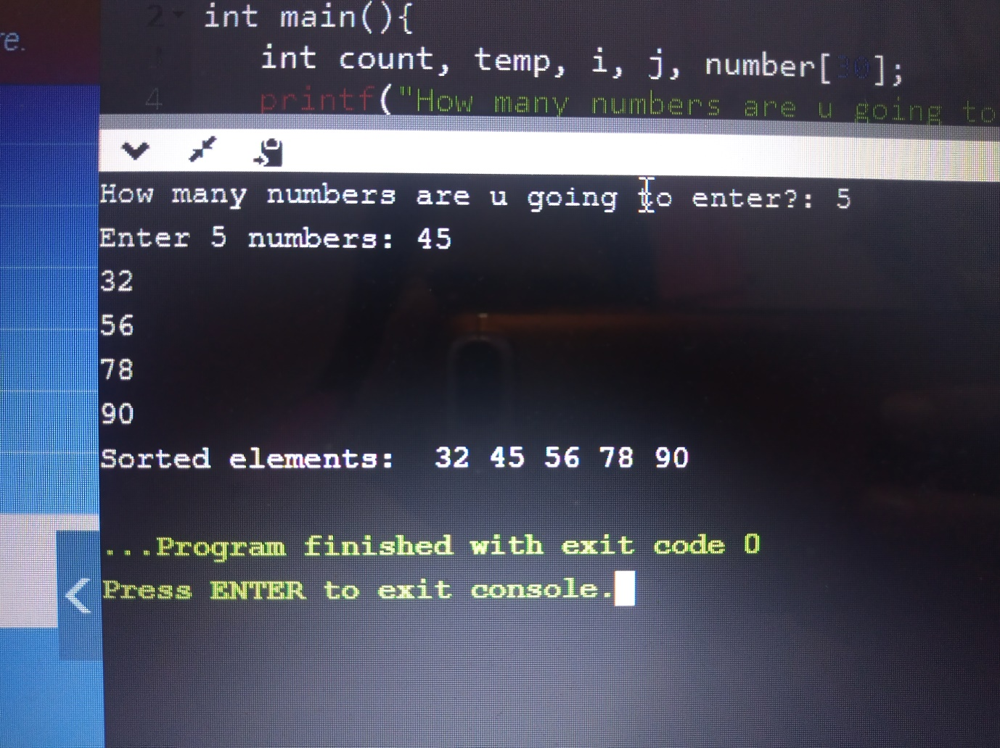 re.
2 int main(){
int count, temp, i, j, number[30];
4 printf("How many numbers are u going to
How many numbers are u going to enter?: 5
Enter 5 numbers: 45
32
56
78
90
Sorted elements:  32 45 56 78 90
...Program finished with exit code 0
Press ENTER to exit console.